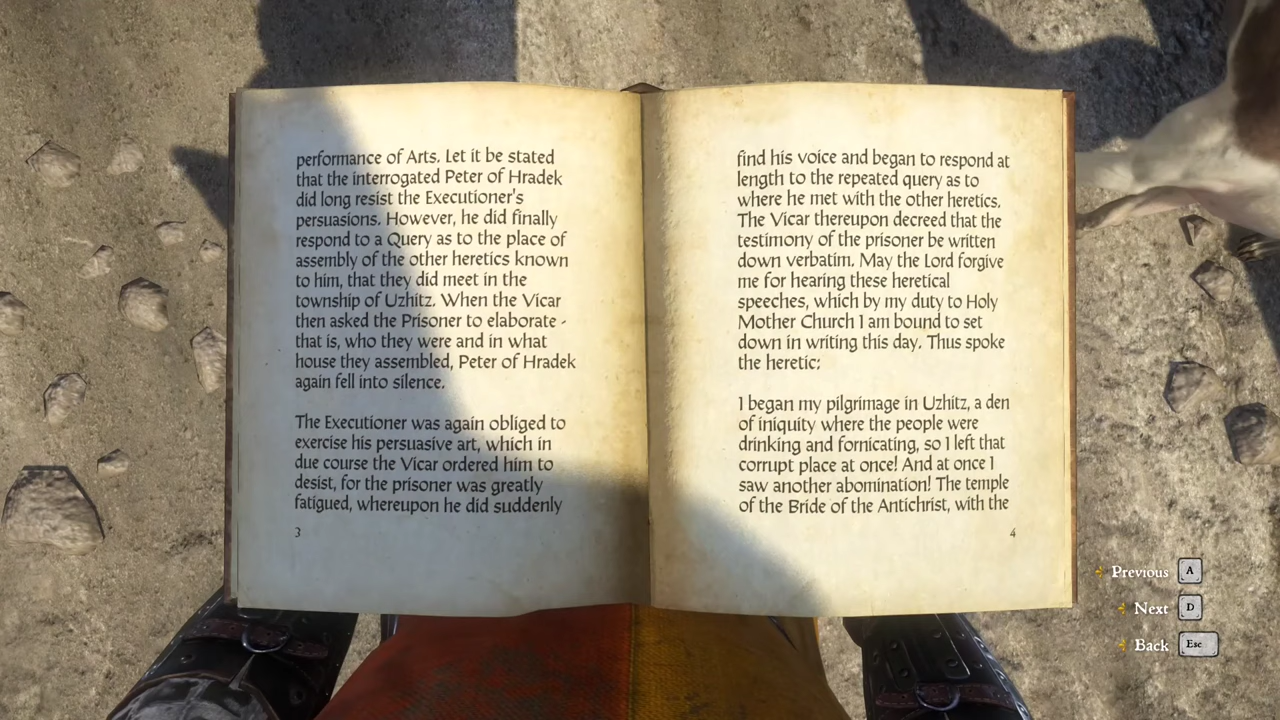 performance of Arts. Let it be stated
that the interrogated Peter of Hradek
did long resist the Executioner's
persuasions. However, he did finally
respond to a Query as to the place of
assembly of the other heretics known
to him, that they did meet in the
township of Uzhitz. When the Vicar
then asked the Prisoner to elaborate -
that is, who they were and in what
house they assembled, Peter of Hradek
again fell into silence.
The Executioner was again obliged to
exercise his persuasive art, which in
due course the Vicar ordered him to
desist, for the prisoner was greatly
fatigued, whereupon he did suddenly
3
find his voice and began to respond at
length to the repeated query as to
where he met with the other heretics.
The Vicar thereupon decreed that the
testimony of the prisoner be written
down verbatim. May the Lord forgive
me for hearing these heretical
speeches, which by my duty to Holy
Mother Church I am bound to set
down in writing this day. Thus spoke
the heretic:
I began my pilgrimage in Uzhitz, a den
of iniquity where the people were
drinking and fornicating, so I left that
corrupt place at once! And at once I
saw another abomination! The temple
of the Bride of the Antichrist, with the
4
Previous A
Next D
Back Esc